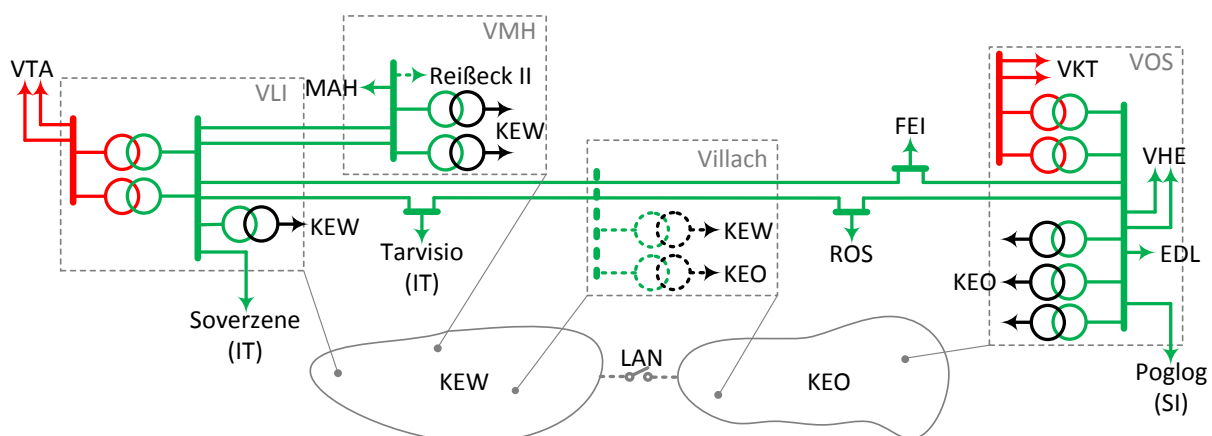 VTA
VLI
VMH
MAH
Reißeck II
KEW
KEW
Soverzene
(IT)
Tarvisio
(IT)
Villach
KEW
KEO
FEI
ROS
VOS
VKT
VHE
EDL
KEO
Poglog
(SI)
KEW
LAN
KEO